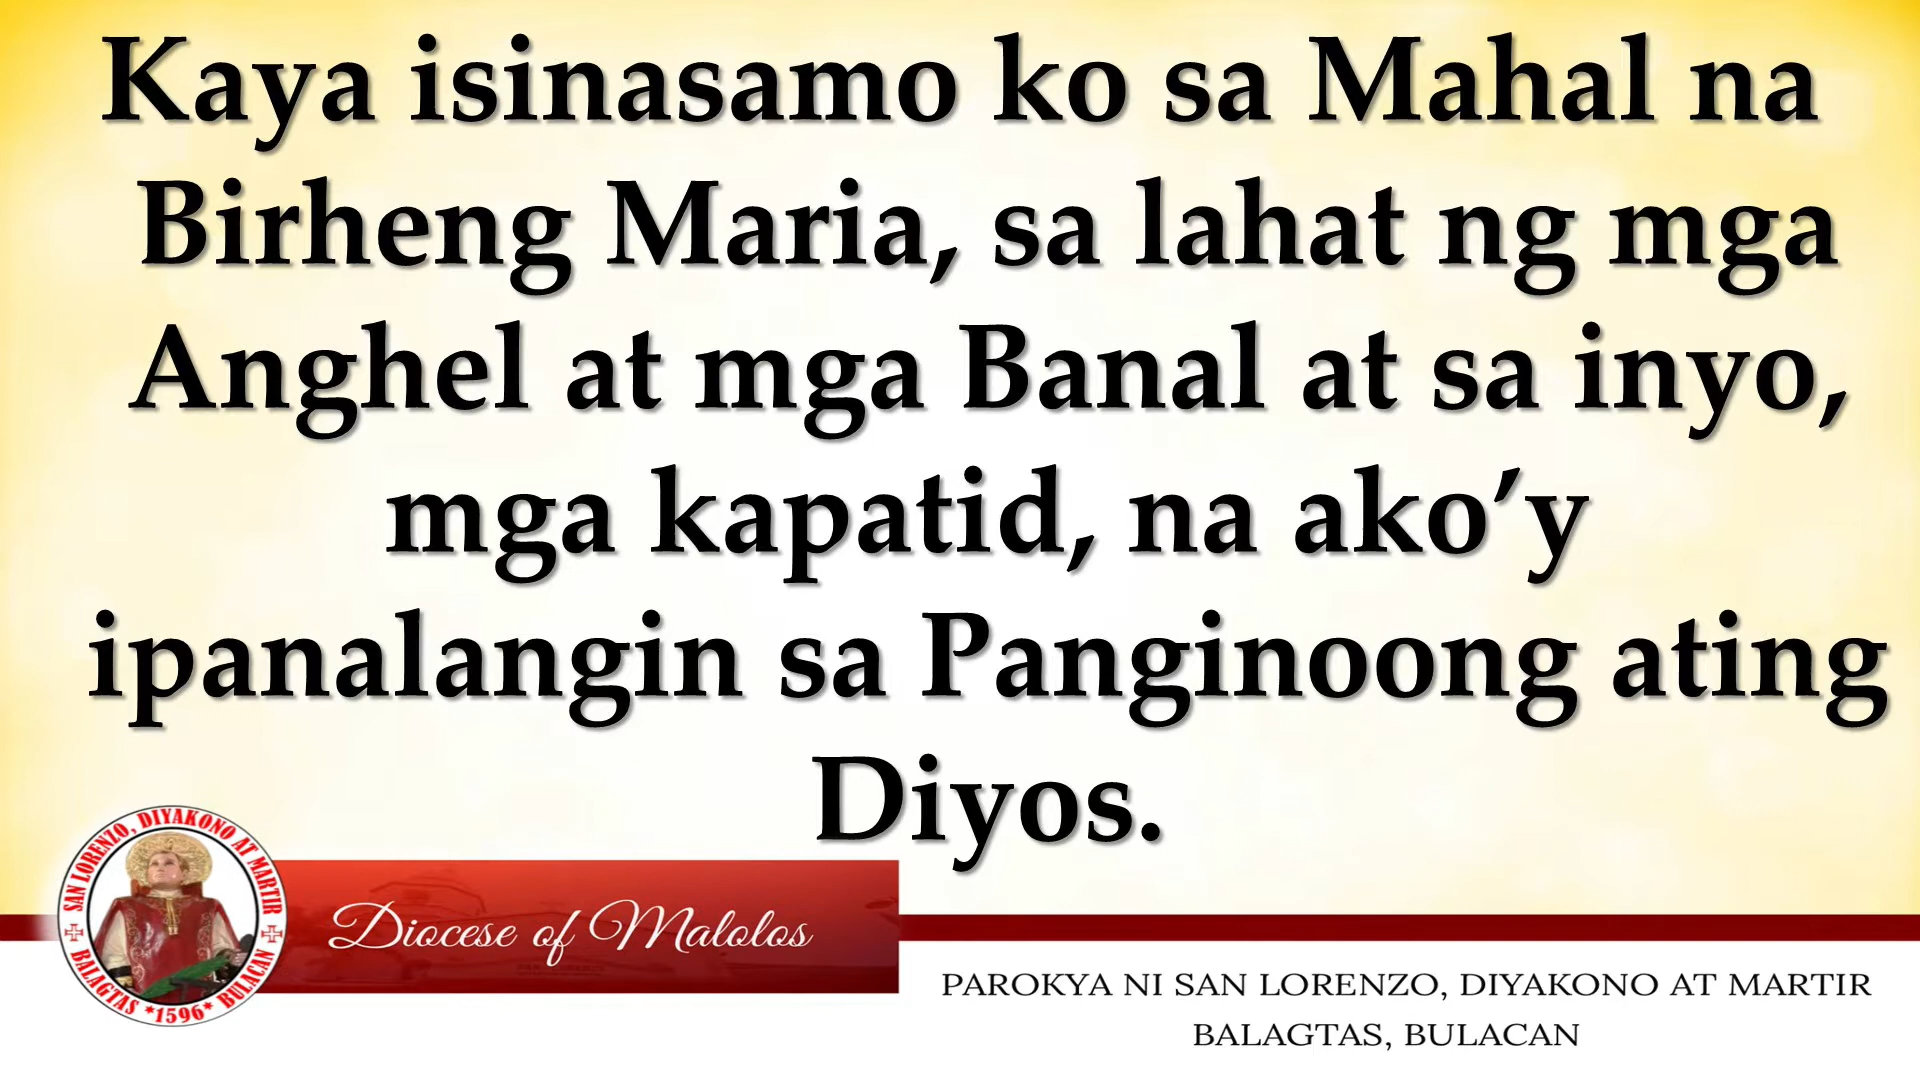 Kaya isinasamo ko sa Mahal na
Birheng Maria, sa lahat ng mga
Anghel at mga Banal at sa inyo,
mga kapatid, na ako’y
ipanalangin sa Panginoong ating
Diyos.
SAN LORENZO, DIYAKONO AT MARTIR
BALAGTAS *1596* BULACAN
Diocese of Malolos
PAROKYA NI SAN LORENZO, DIYAKONO AT MARTIR
BALAGTAS, BULACAN